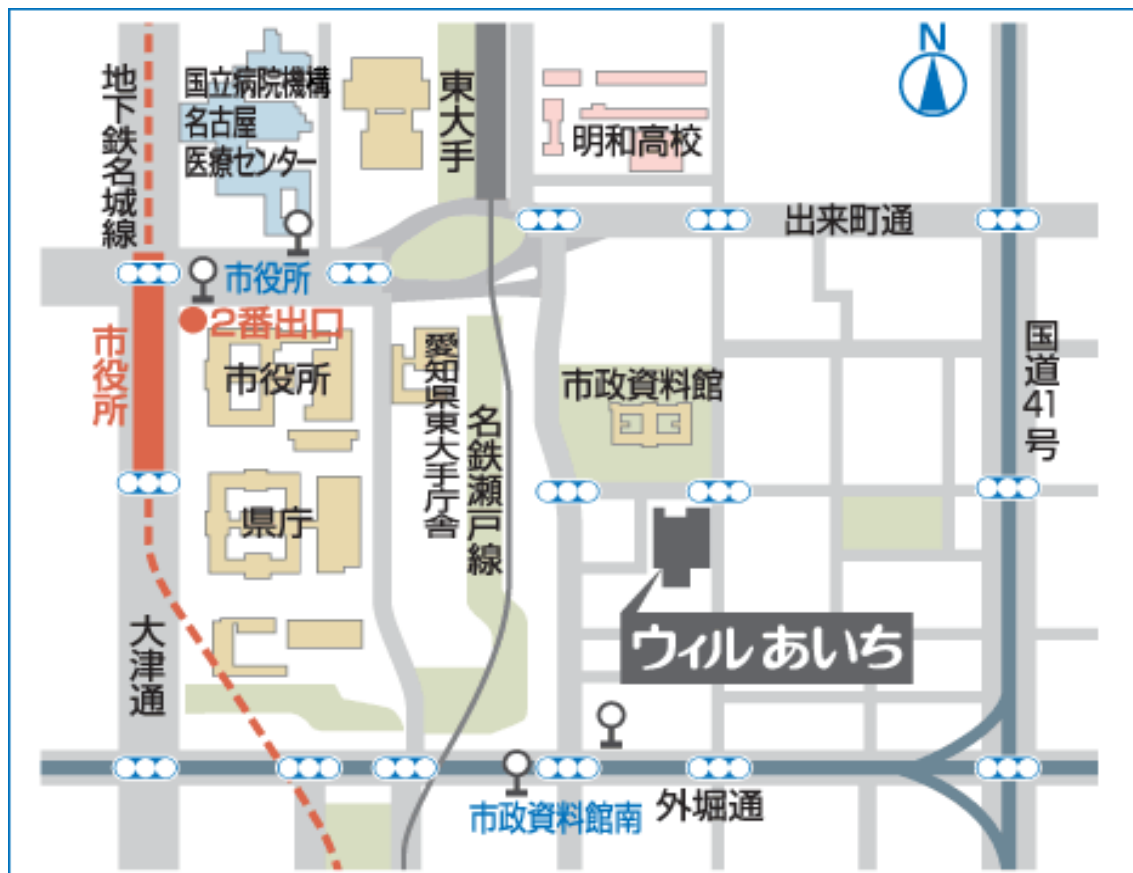 N
地下鉄名城線
国立病院機構
名古屋
医療センター
東大手
明和高校
出来町通
市役所
2番出口
市役所
市役所
愛知県東大手庁舎
名鉄瀬戸線
市政資料館
国道41号
県庁
大津通
ウィルあいち
市政資料館南
外堀通